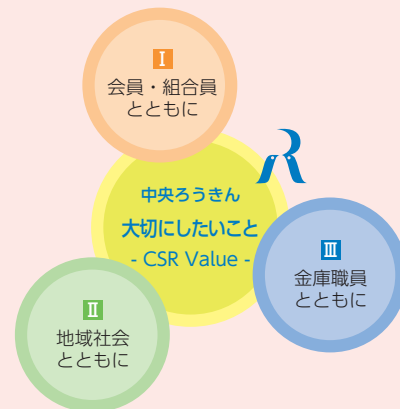 I
会員・組合員
とともに
中央ろうきん
大切にしたいこと
- CSR Value -
III
金庫職員
とともに
II
地域社会
とともに